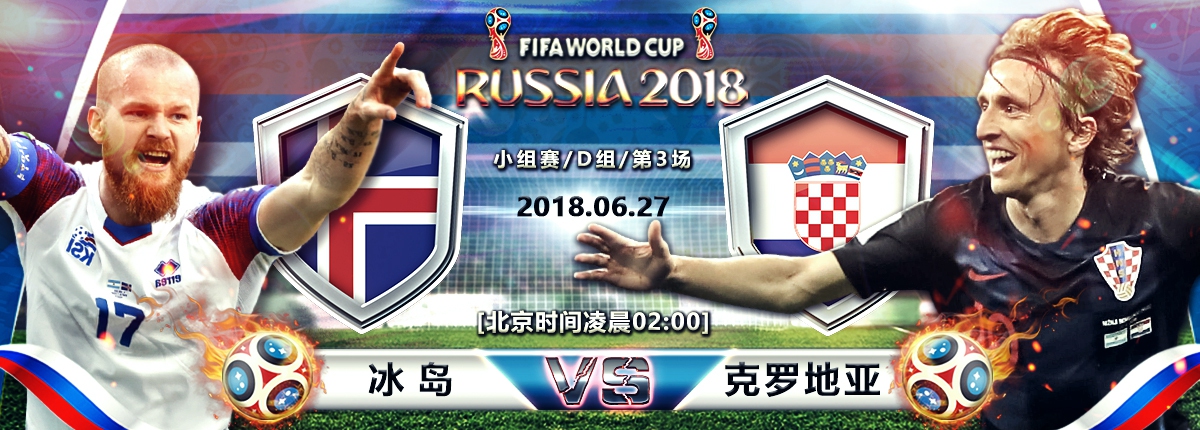 FIFA WORLD CUP
RUSSIA 2018
小组赛/D组/第3场
2018.06.27
[北京时间凌晨02:00]
冰岛
VS
克罗地亚
17